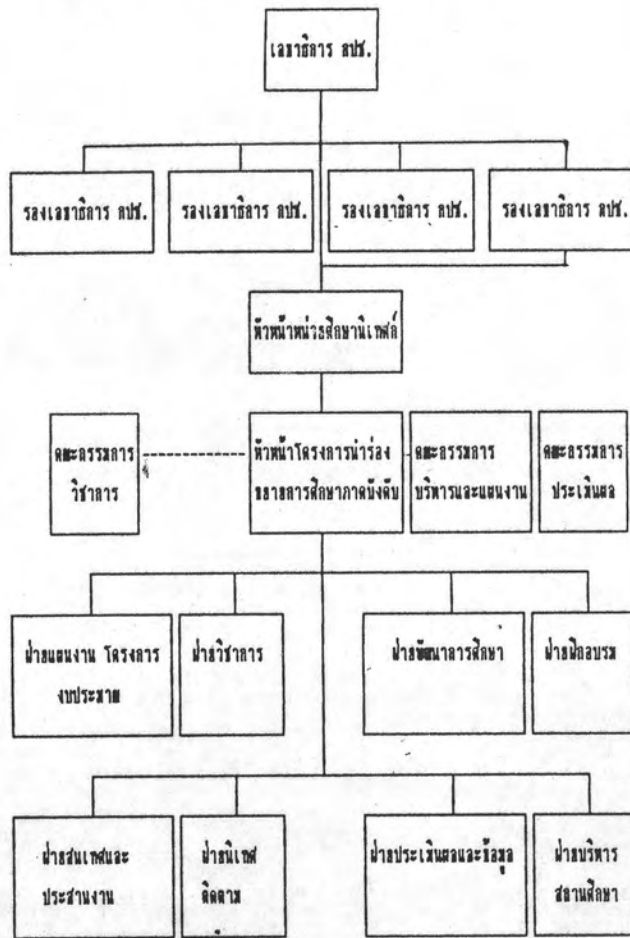 เลขาธิการ กปช.
รองเลขาธิการ กปช.
รองเลขาธิการ กปช.
รองเลขาธิการ กปช.
รองเลขาธิการ กปช.
หัวหน้าหน่วยศึกษานิเทศก์
คณะกรรมการ
วิชาการ
หัวหน้าโครงการนำร่อง
ขยายการศึกษาภาคบังคับ
คณะกรรมการ
บริหารและแผนงาน
คณะกรรมการ
ประเมินผล
ฝ่ายแผนงาน โครงการ
งบประมาณ
ฝ่ายวิชาการ
ฝ่ายพัฒนาการศึกษา
ฝ่ายฝึกอบรม
ฝ่ายสนเทศและ
ประสานงาน
ฝ่ายนิเทศ
ติดตาม
ฝ่ายประเมินผลและข้อมูล
ฝ่ายบริหาร
สถานศึกษา